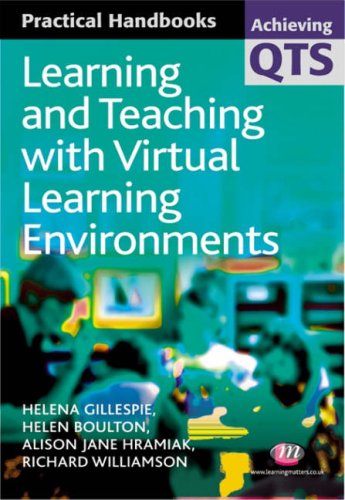 Practical Handbooks
Achieving
QTS
Learning
and Teaching
with Virtual
Learning
Environments
HELENA GILLESPIE,
HELEN BOULTON,
ALISON JANE HRAMIAK,
RICHARD WILLIAMSON
m
www.learningmatters.co.uk